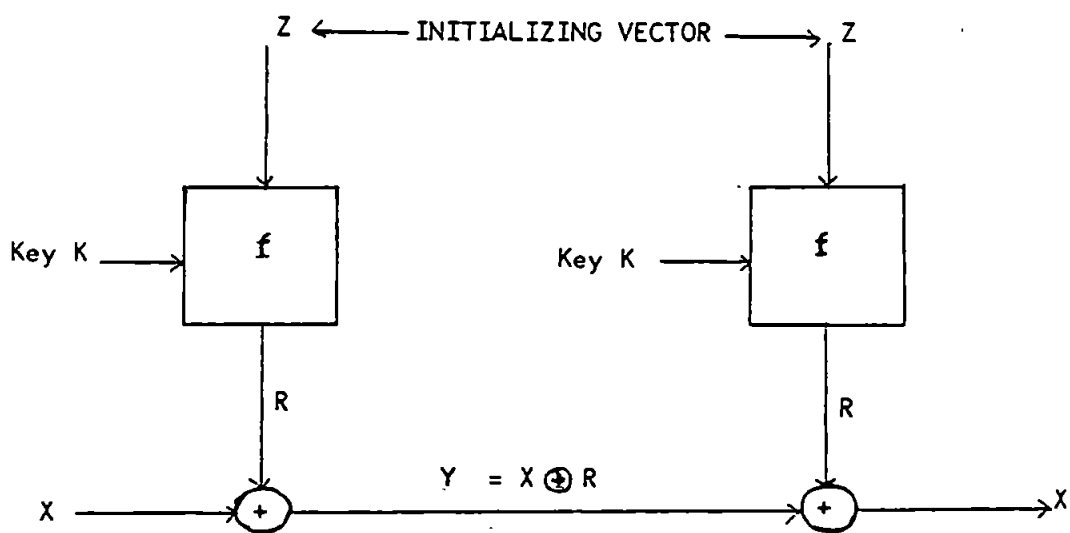 Z INITIALIZING VECTOR Z
Key K f
Key K f
R
R
Y = X ⊕ R
X + + X